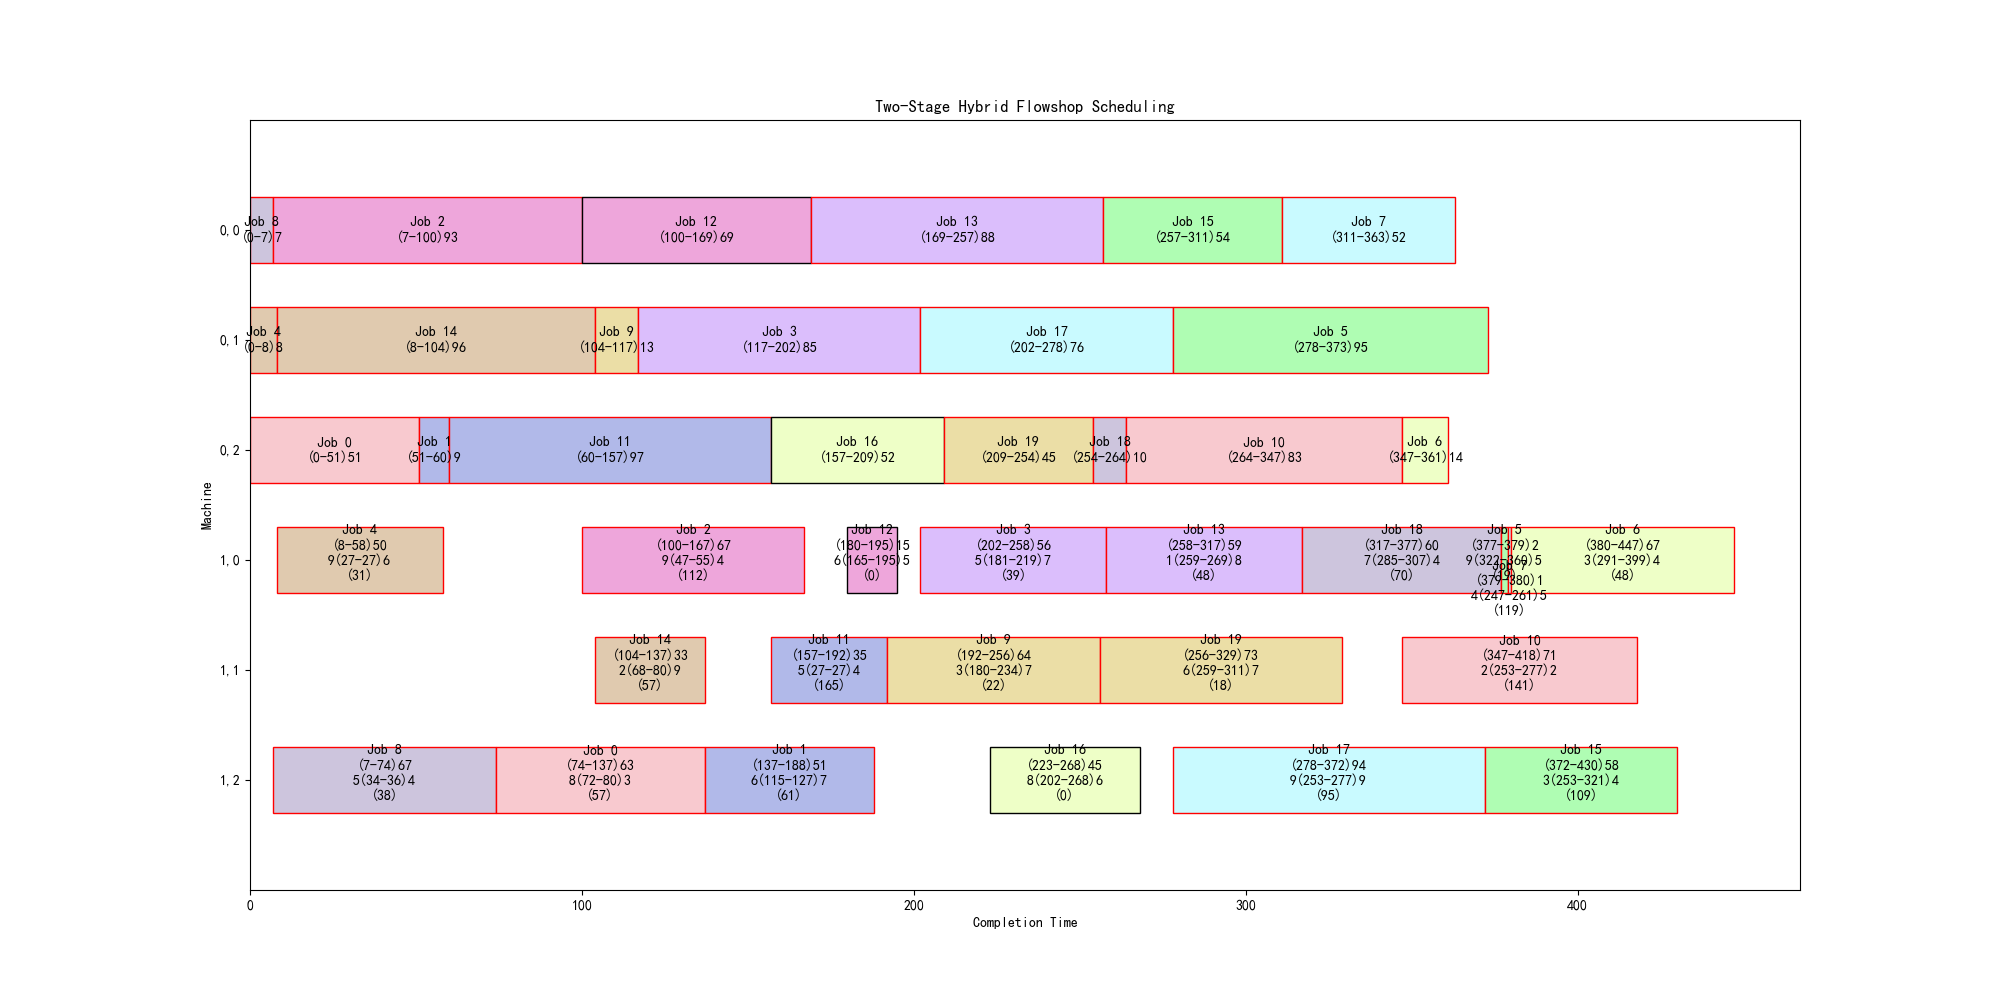 Two-Stage Hybrid Flowshop Scheduling
Machine
0,0
Job 8
(0-7)7
Job 2
(7-100)93
Job 12
(100-169)69
Job 13
(169-257)88
Job 15
(257-311)54
Job 7
(311-363)52
0,1
Job 4
(0-8)8
Job 14
(8-104)96
Job 9
(104-117)13
Job 3
(117-202)85
Job 17
(202-278)76
Job 5
(278-373)95
0,2
Job 0
(0-51)51
Job 1
(51-60)9
Job 11
(60-157)97
Job 16
(157-209)52
Job 19
(209-254)45
Job 18
(254-264)10
Job 10
(264-347)83
Job 6
(347-361)14
1,0
Job 4
(8-58)50
9(27-27)6
(31)
Job 2
(100-167)67
9(47-55)4
(112)
Job 12
(180-195)15
6(165-195)5
(0)
Job 3
(202-258)56
5(181-219)7
(39)
Job 13
(258-317)59
1(259-269)8
(48)
Job 18
(317-377)60
7(285-307)4
(70)
Job 5
(377-379)2
9(322-360)5
(19)
Job 7
(379-380)1
4(247-261)5
(119)
Job 6
(380-447)67
3(291-399)4
(48)
1,1
Job 14
(104-137)33
2(68-80)9
(57)
Job 11
(157-192)35
5(27-27)4
(165)
Job 9
(192-256)64
3(180-234)7
(22)
Job 19
(256-329)73
6(259-311)7
(18)
Job 10
(347-418)71
2(253-277)2
(141)
1,2
Job 8
(7-74)67
5(34-36)4
(38)
Job 0
(74-137)63
8(72-80)3
(57)
Job 1
(137-188)51
6(115-127)7
(61)
Job 16
(223-268)45
8(202-268)6
(0)
Job 17
(278-372)94
9(253-277)9
(95)
Job 15
(372-430)58
3(253-321)4
(109)
0
100
200
300
400
Completion Time